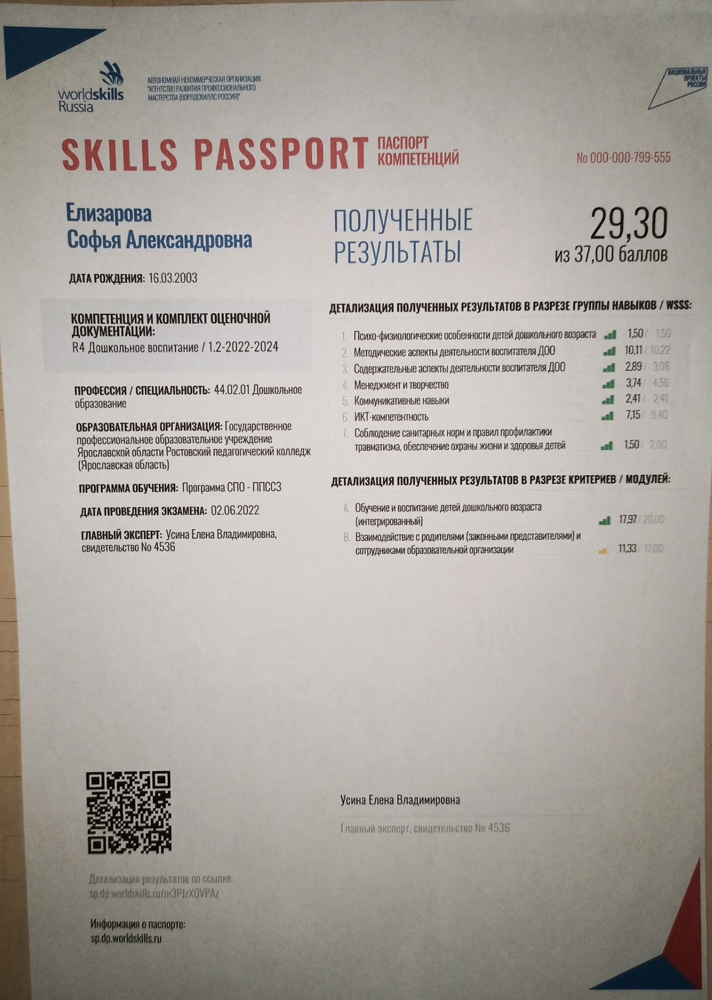 worldskills
Russia
АВТОНОМНАЯ НЕКОММЕРЧЕСКАЯ ОРГАНИЗАЦИЯ
"АГЕНТСТВО РАЗВИТИЯ ПРОФЕССИОНАЛЬНОГО
МАСТЕРСТВА (ВОРЛДСКИЛЛС РОССИЯ)"
НАЦИОНАЛЬНЫЕ
ПРОЕКТЫ
РОССИИ
SKILLS PASSPORT
ПАСПОРТ
КОМПЕТЕНЦИЙ
No 000-000-799-555
Елизарова
Софья Александровна
ДАТА РОЖДЕНИЯ: 16.03.2003
КОМПЕТЕНЦИЯ И КОМПЛЕКТ ОЦЕНОЧНОЙ
ДОКУМЕНТАЦИИ:
R4 Дошкольное воспитание / 1.2-2022-2024
ПРОФЕССИЯ / СПЕЦИАЛЬНОСТЬ: 44.02.01 Дошкольное
образование
ОБРАЗОВАТЕЛЬНАЯ ОРГАНИЗАЦИЯ: Государственное
профессиональное образовательное учреждение
Ярославской области Ростовский педагогический колледж
(Ярославская область)
ПРОГРАММА ОБУЧЕНИЯ: Программа СПО - ППССЗ
ДАТА ПРОВЕДЕНИЯ ЭКЗАМЕНА: 02.06.2022
ГЛАВНЫЙ ЭКСПЕРТ: Усина Елена Владимировна,
свидетельство No 4536
ПОЛУЧЕННЫЕ
РЕЗУЛЬТАТЫ
29,30
из 37,00 баллов
ДЕТАЛИЗАЦИЯ ПОЛУЧЕННЫХ РЕЗУЛЬТАТОВ В РАЗРЕЗЕ ГРУППЫ НАВЫКОВ / WSSS:
1. Психо-физиологические особенности детей дошкольного возраста 1,50 / 1,50
2. Методические аспекты деятельности воспитателя ДОО 10,11 / 10,22
3. Содержательные аспекты деятельности воспитателя ДОО 2,89 / 3,08
4. Менеджмент и творчество 3,74 / 4,56
5. Коммуникативные навыки 2,41 / 2,41
6. ИКТ-компетентность 7,15 / 9,40
7. Соблюдение санитарных норм и правил профилактики
травматизма, обеспечение охраны жизни и здоровья детей 1,50 / 2,00
ДЕТАЛИЗАЦИЯ ПОЛУЧЕННЫХ РЕЗУЛЬТАТОВ В РАЗРЕЗЕ КРИТЕРИЕВ / МОДУЛЕЙ:
A. Обучение и воспитание детей дошкольного возраста
(интегрированный) 17,97 / 20,00
B. Взаимодействие с родителями (законными представителями) и
сотрудниками образовательной организации 11,33 / 17,00
Усина Елена Владимировна
Главный эксперт, свидетельство No 4536
Детализация результатов по ссылке:
sp.dp.worldskills.ru/m3PJzXOVPAz
Информация о паспорте:
sp.dp.worldskills.ru